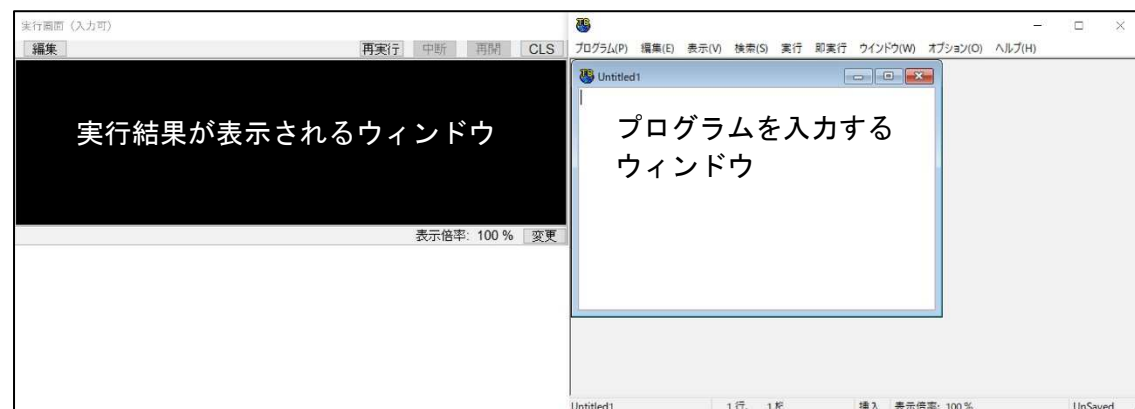 実行画面（入力可）
編集 再実行 中断 再開 CLS
実行結果が表示されるウィンドウ
表示倍率: 100 % 変更
プログラム(P) 編集(E) 表示(V) 検索(S) 実行 即実行 ウインドウ(W) オプション(O) ヘルプ(H)
Untitled1
プログラムを入力する
ウィンドウ
Untitled1 1行, 1桁 挿入 表示倍率: 100 % UnSaved